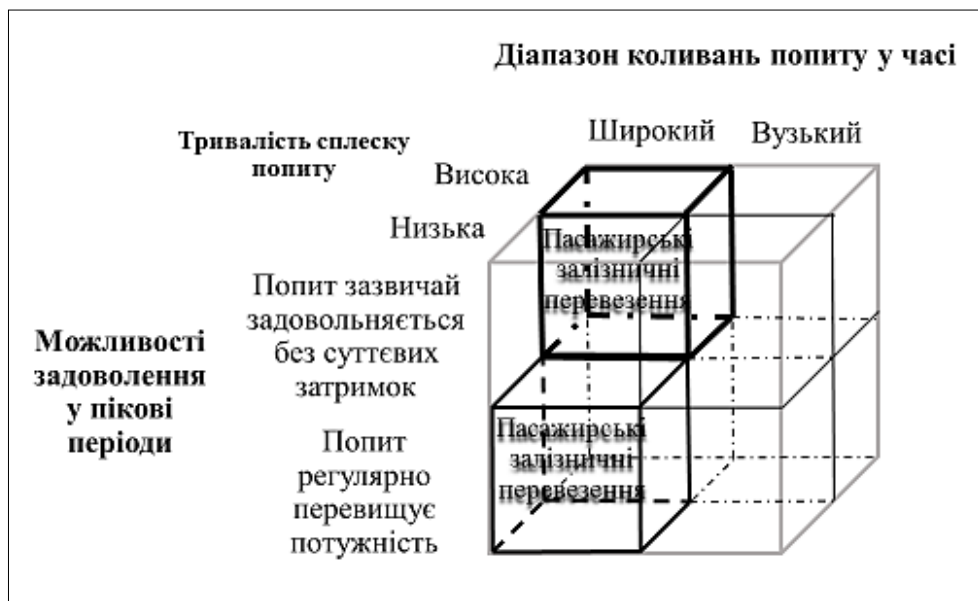 Діапазон коливань попиту у часі
Широкий
Вузький
Тривалість сплеску
попиту
Висока
Низька
Пасажирські
залізничні
перевезення
Попит зазвичай
задовольняється
без суттєвих
затримок
Можливості
задоволення
у пікові
періоди
Попит
регулярно
перевищує
потужність
Пасажирські
залізничні
перевезення